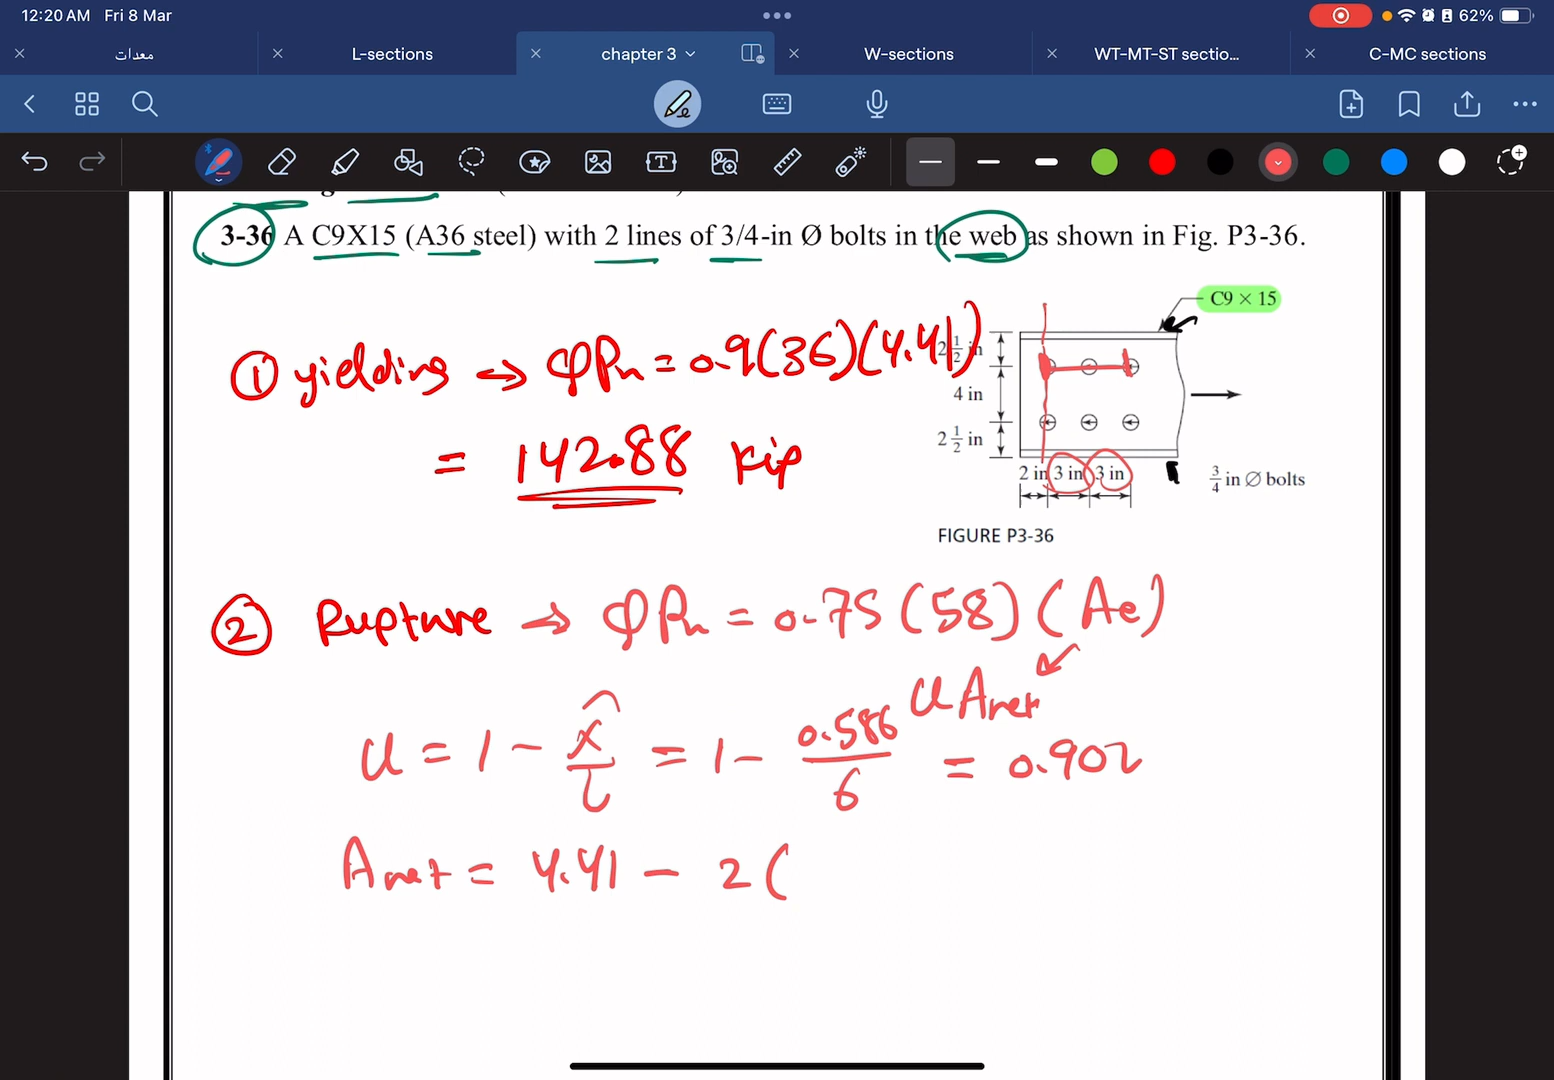 12:20 AM Fri 8 Mar
62%
معدات
L-sections
chapter 3
W-sections
WT-MT-ST sectio...
C-MC sections
3-36 A C9X15 (A36 steel) with 2 lines of 3/4-in Ø bolts in the web as shown in Fig. P3-36.
C9 × 15
① yielding → φPn = 0.9(36)(4.41)
= 142.88 kip
2 1/2 in
4 in
2 1/2 in
2 in 3 in 3 in
3/4 in Ø bolts
FIGURE P3-36
② Rupture → φPn = 0.75 (58) (Ae)
U Anet
U = 1 - x̄/L = 1 - 0.586/6 = 0.902
Anet = 4.41 - 2 (